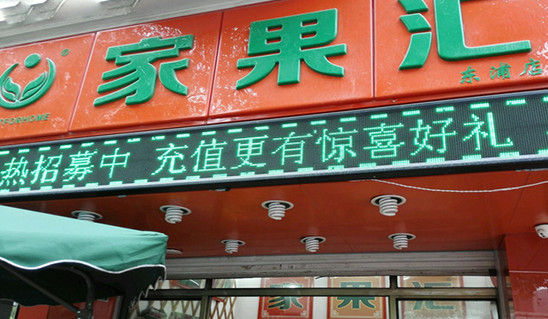 家果汇
东浦店
热招募中 充值更有惊喜好礼
家果汇